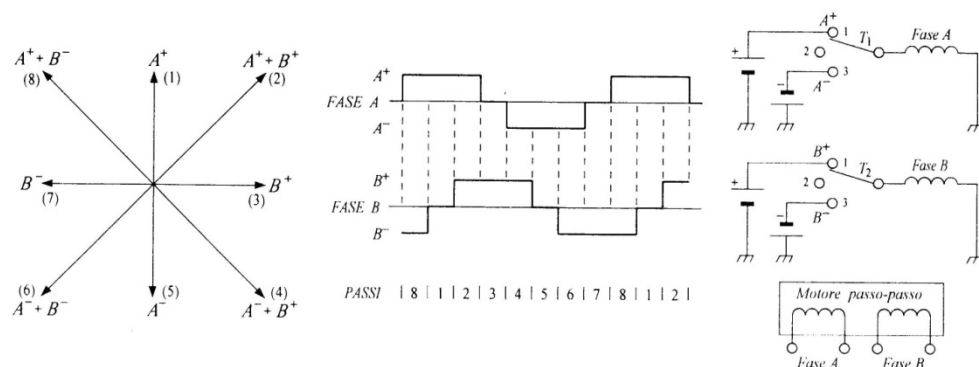 A⁺ + B⁻
(8)
A⁺
(1)
A⁺ + B⁺
(2)
B⁻
(7)
B⁺
(3)
(6)
A⁻ + B⁻
(5)
A⁻
(4)
A⁻ + B⁺
A⁺
FASE A
A⁻
B⁺
FASE B
B⁻
PASSI | 8 | 1 | 2 | 3 | 4 | 5 | 6 | 7 | 8 | 1 | 2 |
A⁺
1
T₁
Fase A
+
2
3
-
A⁻
B⁺
1
T₂
Fase B
+
2
3
-
B⁻
Motore passo-passo
Fase A
Fase B